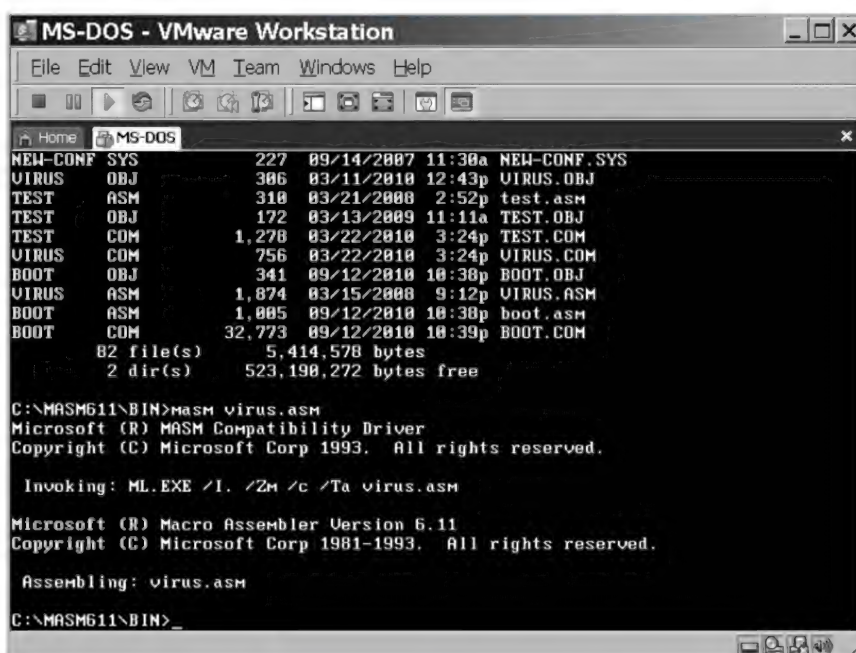 MS-DOS - VMware Workstation
File Edit View VM Team Windows Help
Home MS-DOS
NEW-CONF SYS 227 09/14/2007 11:30a NEW-CONF.SYS
VIRUS OBJ 306 03/11/2010 12:43p VIRUS.OBJ
TEST ASM 310 03/21/2008 2:52p test.asm
TEST OBJ 172 03/13/2009 11:11a TEST.OBJ
TEST COM 1,278 03/22/2010 3:24p TEST.COM
VIRUS COM 756 03/22/2010 3:24p VIRUS.COM
BOOT OBJ 341 09/12/2010 10:38p BOOT.OBJ
VIRUS ASM 1,874 03/15/2008 9:12p VIRUS.ASM
BOOT ASM 1,005 09/12/2010 10:38p boot.asm
BOOT COM 32,773 09/12/2010 10:39p BOOT.COM
82 file(s) 5,414,578 bytes
2 dir(s) 523,190,272 bytes free
C:\MASM611\BIN>masm virus.asm
Microsoft (R) MASM Compatibility Driver
Copyright (C) Microsoft Corp 1993. All rights reserved.
Invoking: ML.EXE /I. /Zm /c /Ta virus.asm
Microsoft (R) Macro Assembler Version 6.11
Copyright (C) Microsoft Corp 1981-1993. All rights reserved.
Assembling: virus.asm
C:\MASM611\BIN>_